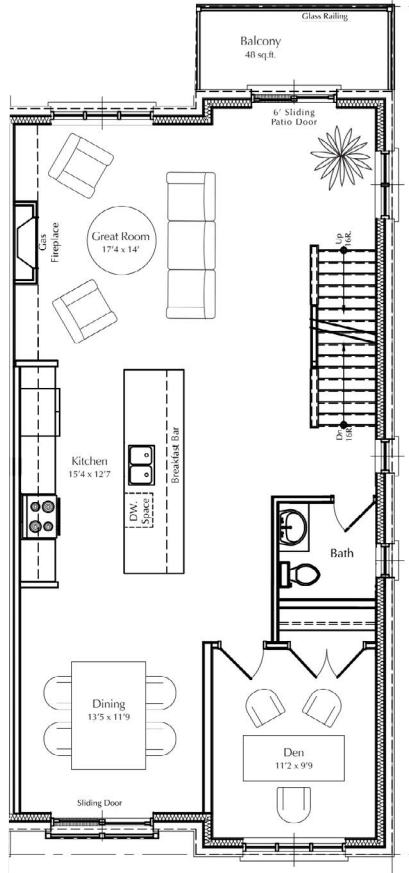 Glass Railing
Balcony
48 sq.ft.
6' Sliding
Patio Door
Great Room
17'4 x 14'
Gas
Fireplace
Up
16R.
Dn
16R.
Kitchen
15'4 x 12'7
Breakfast Bar
DW.
Space
Bath
Dining
13'5 x 11'9
Den
11'2 x 9'9
Sliding Door